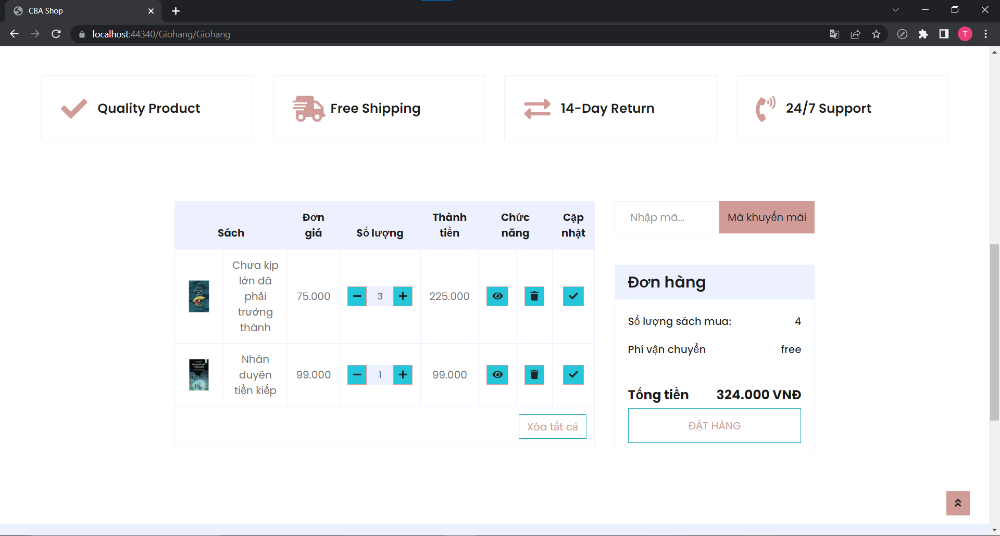 CBA Shop
localhost:44340/Giohang/Giohang
T
Quality Product
Free Shipping
14-Day Return
24/7 Support
Sách
Đơn
giá
Số lượng
Thành
tiền
Chức
năng
Cập
nhật
Chưa kịp
lớn đã
phải
trưởng
thành
75.000
3
225.000
Nhân
duyên
tiền kiếp
99.000
1
99.000
Xóa tất cả
Nhập mã...
Mã khuyến mãi
Đơn hàng
Số lượng sách mua:
4
Phí vận chuyển
free
Tổng tiền
324.000 VNĐ
ĐẶT HÀNG